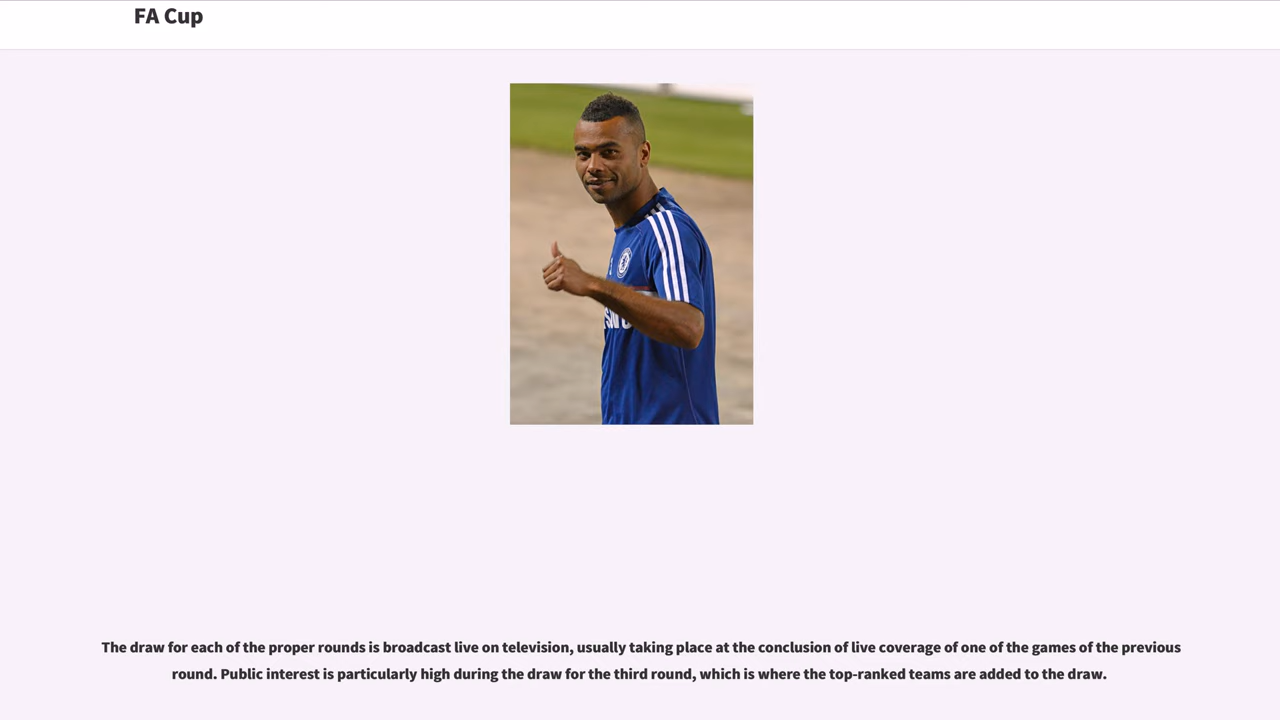 FA Cup
The draw for each of the proper rounds is broadcast live on television, usually taking place at the conclusion of live coverage of one of the games of the previous
round. Public interest is particularly high during the draw for the third round, which is where the top-ranked teams are added to the draw.